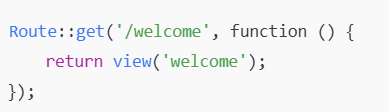 Route::get('/welcome', function () {
    return view('welcome');
});